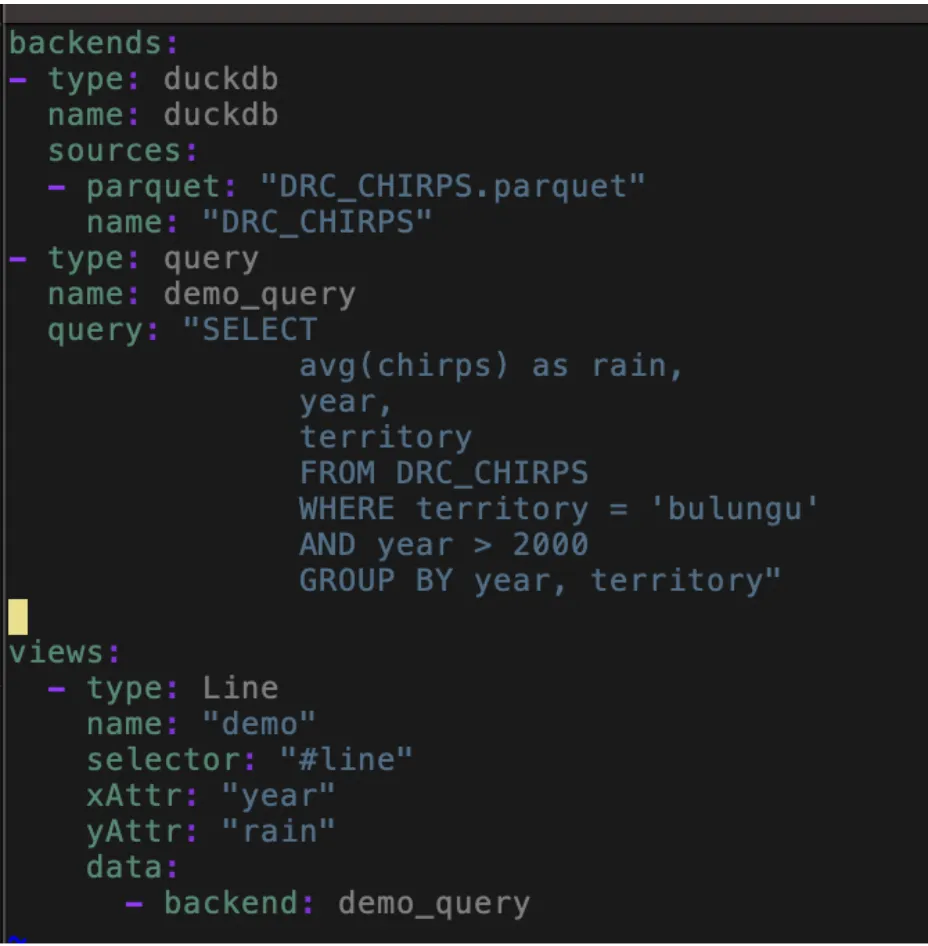 backends:
- type: duckdb
  name: duckdb
  sources:
  - parquet: "DRC_CHIRPS.parquet"
    name: "DRC_CHIRPS"
- type: query
  name: demo_query
  query: "SELECT
               avg(chirps) as rain,
               year,
               territory
               FROM DRC_CHIRPS
               WHERE territory = 'bulungu'
               AND year > 2000
               GROUP BY year, territory"
views:
  - type: Line
    name: "demo"
    selector: "#line"
    xAttr: "year"
    yAttr: "rain"
    data:
      - backend: demo_query